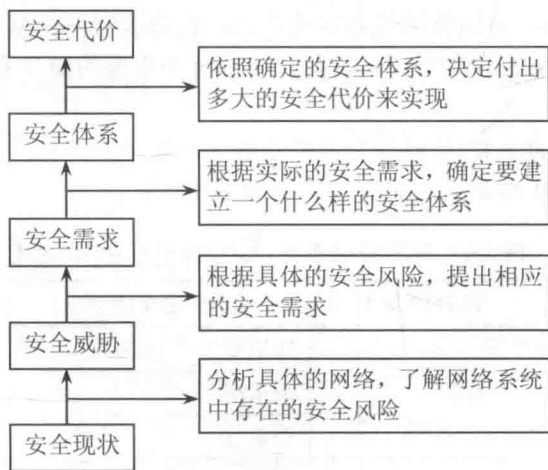 安全代价
依照确定的安全体系，决定付出
多大的安全代价来实现
安全体系
根据实际的安全需求，确定要建
立一个什么样的安全体系
安全需求
根据具体的安全风险，提出相应
的安全需求
安全威胁
分析具体的网络，了解网络系统
中存在的安全风险
安全现状